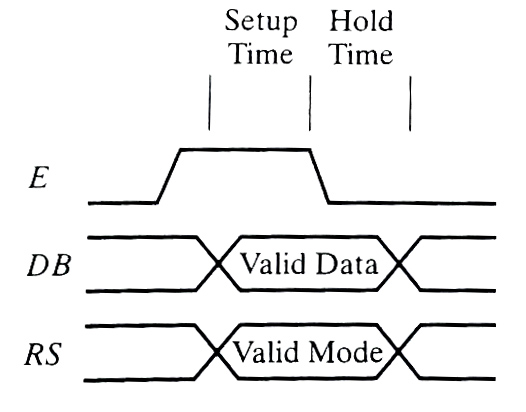 Setup Hold
Time Time
E
DB Valid Data
RS Valid Mode